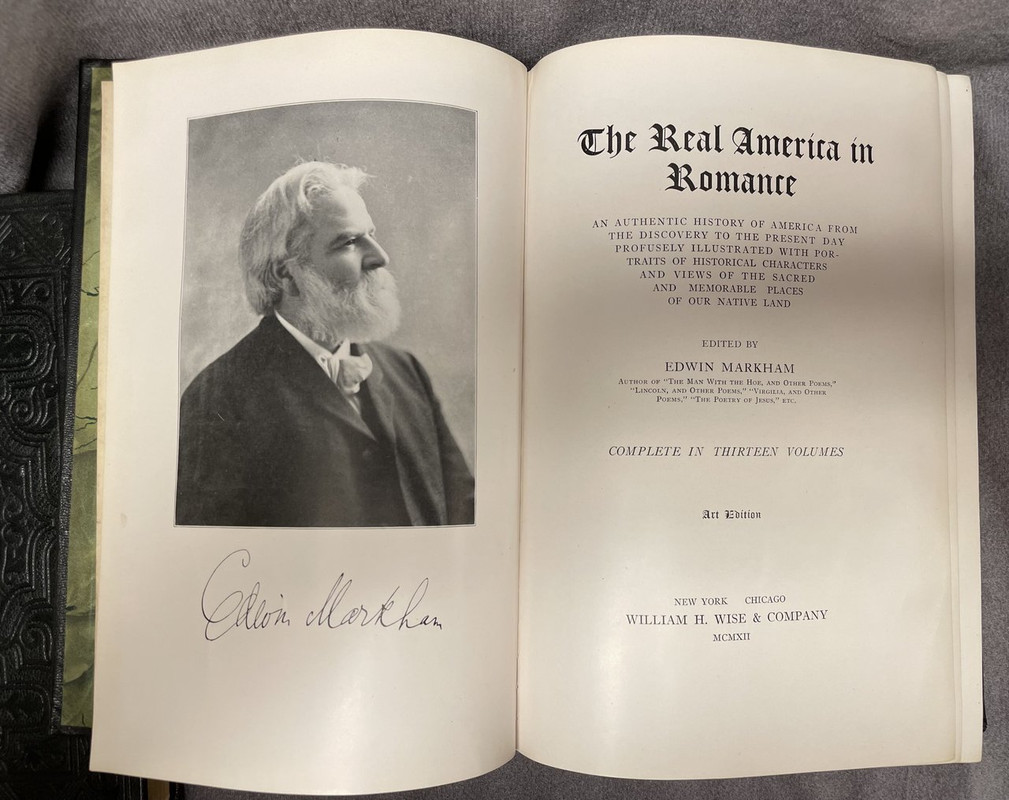 Edwin Markham
The Real America in
Romance
AN AUTHENTIC HISTORY OF AMERICA FROM
THE DISCOVERY TO THE PRESENT DAY
PROFUSELY ILLUSTRATED WITH POR-
TRAITS OF HISTORICAL CHARACTERS
AND VIEWS OF THE SACRED
AND MEMORABLE PLACES
OF OUR NATIVE LAND
EDITED BY
EDWIN MARKHAM
AUTHOR OF "THE MAN WITH THE HOE, AND OTHER POEMS,"
"LINCOLN, AND OTHER POEMS," "VIRGILIA, AND OTHER
POEMS," "THE POETRY OF JESUS," ETC.
COMPLETE IN THIRTEEN VOLUMES
Art Edition
NEW YORK CHICAGO
WILLIAM H. WISE & COMPANY
MCMXII